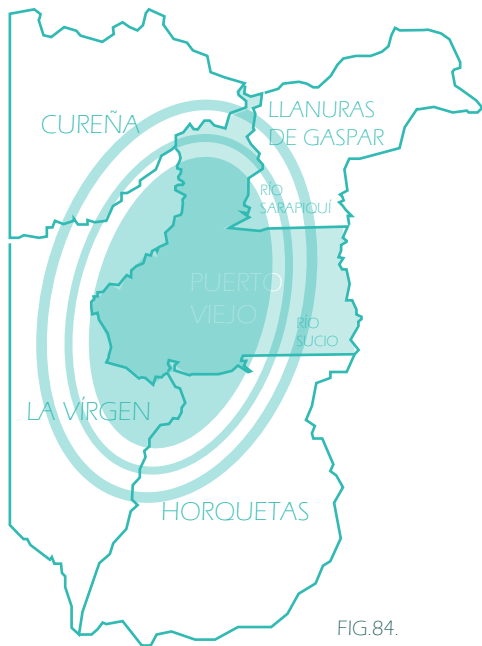 CUREÑA
LLANURAS
DE GASPAR
RÍO
SARAPIQUÍ
PUERTO
VIEJO
RÍO
SUCIO
LA VÍRGEN
HORQUETAS
FIG.84.